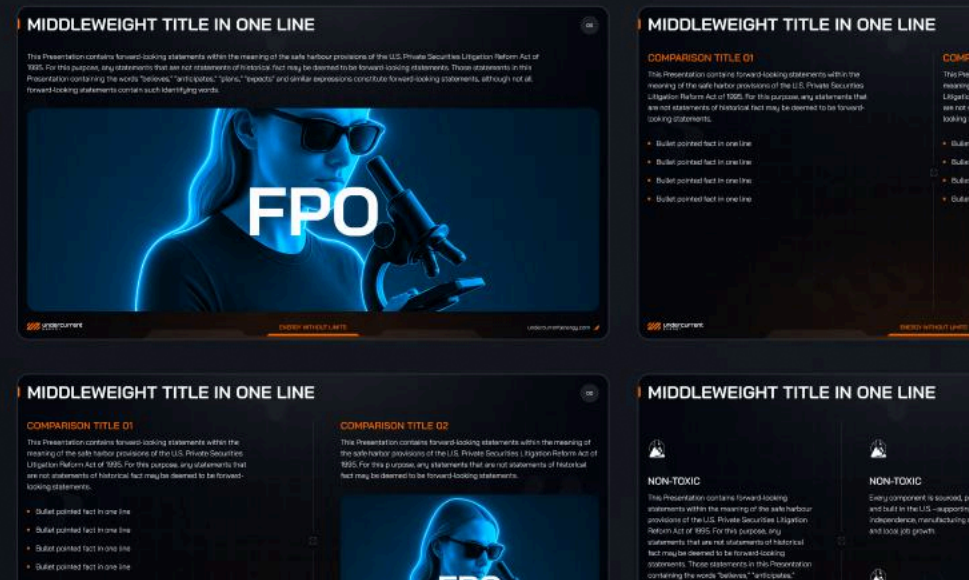 MIDDLEWEIGHT TITLE IN ONE LINE
This Presentation contains forward-looking statements within the meaning of the safe harbour provisions of the U.S. Private Securities Litigation Reform Act of
1995. For this purpose, any statements that are not statements of historical fact may be deemed to be forward-looking statements. Those statements in this
Presentation containing the words "believes," "anticipates," "plans," "expects" and similar expressions constitute forward-looking statements, although not all
forward-looking statements contain such identifying words.
FPO
undercurrent
ENERGY WITHOUT LIMITS
undercurrentenergy.com
MIDDLEWEIGHT TITLE IN ONE LINE
COMPARISON TITLE 01
This Presentation contains forward-looking statements within the
meaning of the safe harbor provisions of the U.S. Private Securities
Litigation Reform Act of 1995. For this purpose, any statements that
are not statements of historical fact may be deemed to be forward-
looking statements.
Bullet pointed fact in one line
Bullet pointed fact in one line
Bullet pointed fact in one line
Bullet pointed fact in one line
undercurrent
ENERGY WITHOUT LIMITS
MIDDLEWEIGHT TITLE IN ONE LINE
COMPARISON TITLE 01
This Presentation contains forward-looking statements within the
meaning of the safe harbor provisions of the U.S. Private Securities
Litigation Reform Act of 1995. For this purpose, any statements that
are not statements of historical fact may be deemed to be forward-
looking statements.
Bullet pointed fact in one line
Bullet pointed fact in one line
Bullet pointed fact in one line
Bullet pointed fact in one line
COMPARISON TITLE 02
This Presentation contains forward-looking statements within the meaning of
the safe harbor provisions of the U.S. Private Securities Litigation Reform Act of
1995. For this purpose, any statements that are not statements of historical
fact may be deemed to be forward-looking statements.
MIDDLEWEIGHT TITLE IN ONE LINE
NON-TOXIC
This Presentation contains forward-looking
statements within the meaning of the safe harbour
provisions of the U.S. Private Securities Litigation
Reform Act of 1995. For this purpose, any
statements that are not statements of historical
fact may be deemed to be forward-looking
statements. Those statements in this Presentation
containing the words "believes," "anticipates,"
NON-TOXIC
Every component is sourced,
and built in the U.S.—supporting
independence, manufacturing
and local job growth.